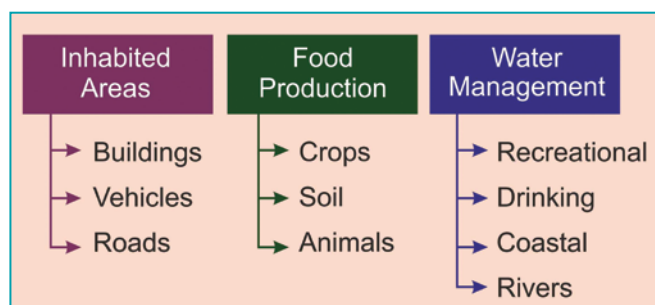 Inhabited
Areas
Buildings
Vehicles
Roads
Food
Production
Crops
Soil
Animals
Water
Management
Recreational
Drinking
Coastal
Rivers